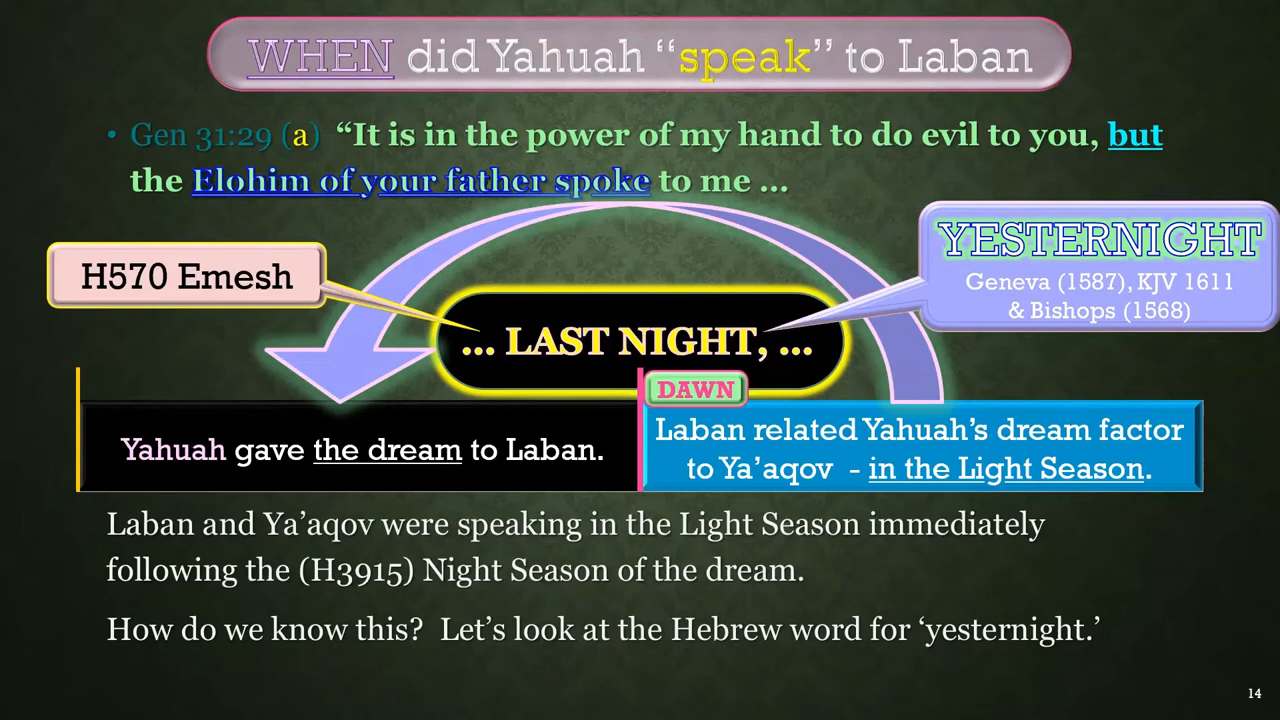 WHEN did Yahuah “speak” to Laban
• Gen 31:29 (a) “It is in the power of my hand to do evil to you, but
the Elohim of your father spoke to me ...
H570 Emesh
YESTERNIGHT
Geneva (1587), KJV 1611
& Bishops (1568)
... LAST NIGHT, ...
DAWN
Yahuah gave the dream to Laban.
Laban related Yahuah’s dream factor
to Ya’aqov - in the Light Season.
Laban and Ya’aqov were speaking in the Light Season immediately
following the (H3915) Night Season of the dream.
How do we know this? Let’s look at the Hebrew word for ‘yesternight.’
14